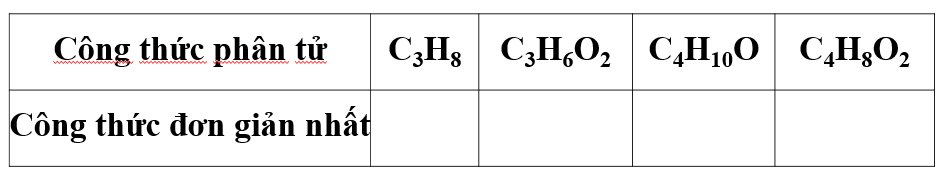 Công thức phân tử C₃H₈ C₃H₆O₂ C₄H₁₀O C₄H₈O₂
Công thức đơn giản nhất